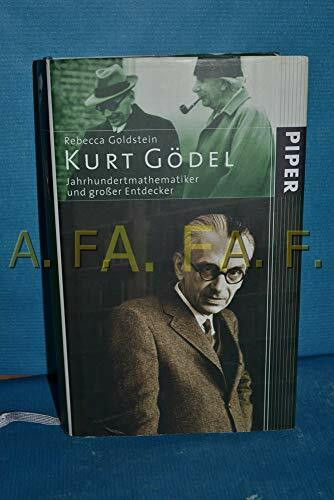 Rebecca Goldstein
KURT GÖDEL
Jahrhundertmathematiker
und großer Entdecker
PIPER
A. FA. FA. F.